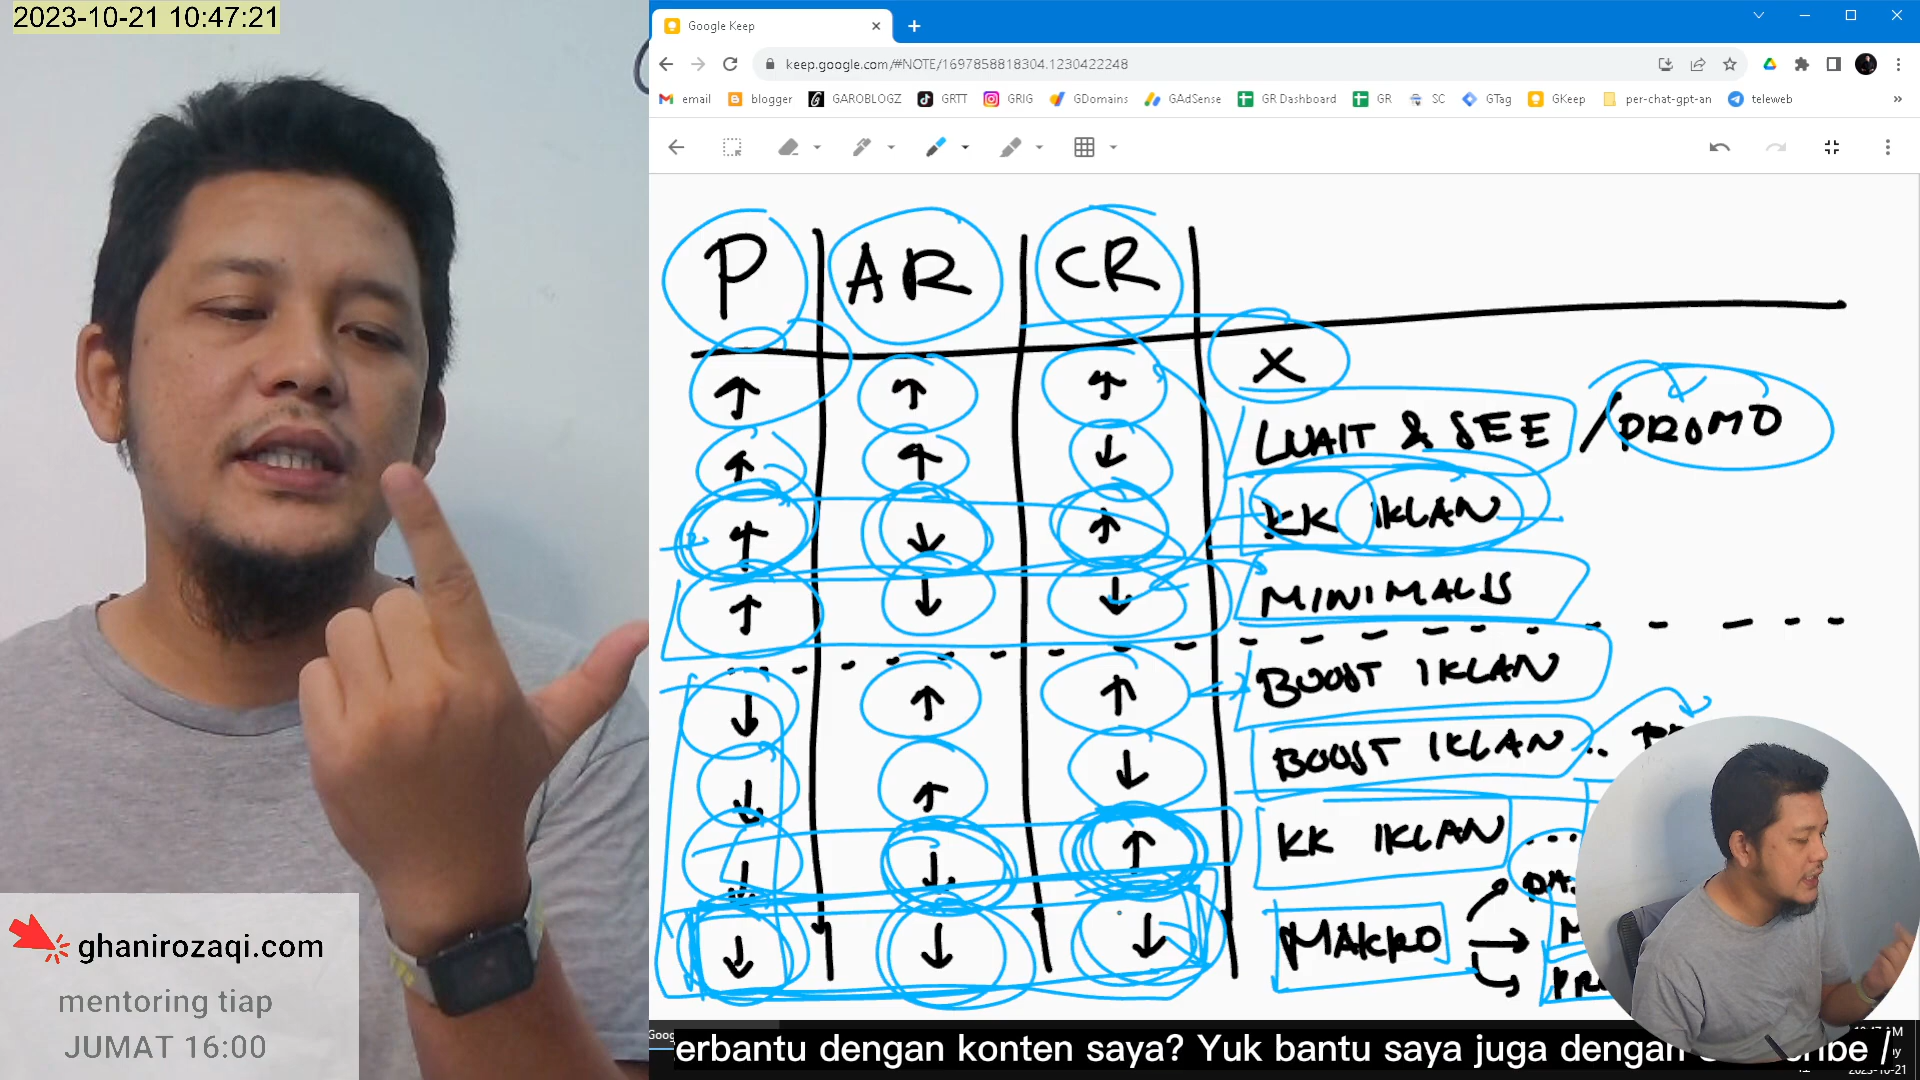 2023-10-21 10:47:21
Google Keep
keep.google.com/#NOTE/1697858818304.1230422248
email blogger GAROBLOGZ GRTT GRIG GDomains GAdSense GR Dashboard GR SC GTag GKeep per-chat-gpt-an teleweb »
P AR CR
↑ ↑ ↑ X
↑ ↑ ↓ WAIT & SEE / PROMO
↑ ↓ ↑ KK IKLAN
↑ ↓ ↓ MINIMALIS
↓ ↑ ↑ BOOST IKLAN
↓ ↑ ↓ BOOST IKLAN ..
↓ ↓ ↑ KK IKLAN
↓ ↓ ↓ MAKRO
ghanirozaqi.com
mentoring tiap
JUMAT 16:00
erbantu dengan konten saya? Yuk bantu saya juga dengan
2023-10-21